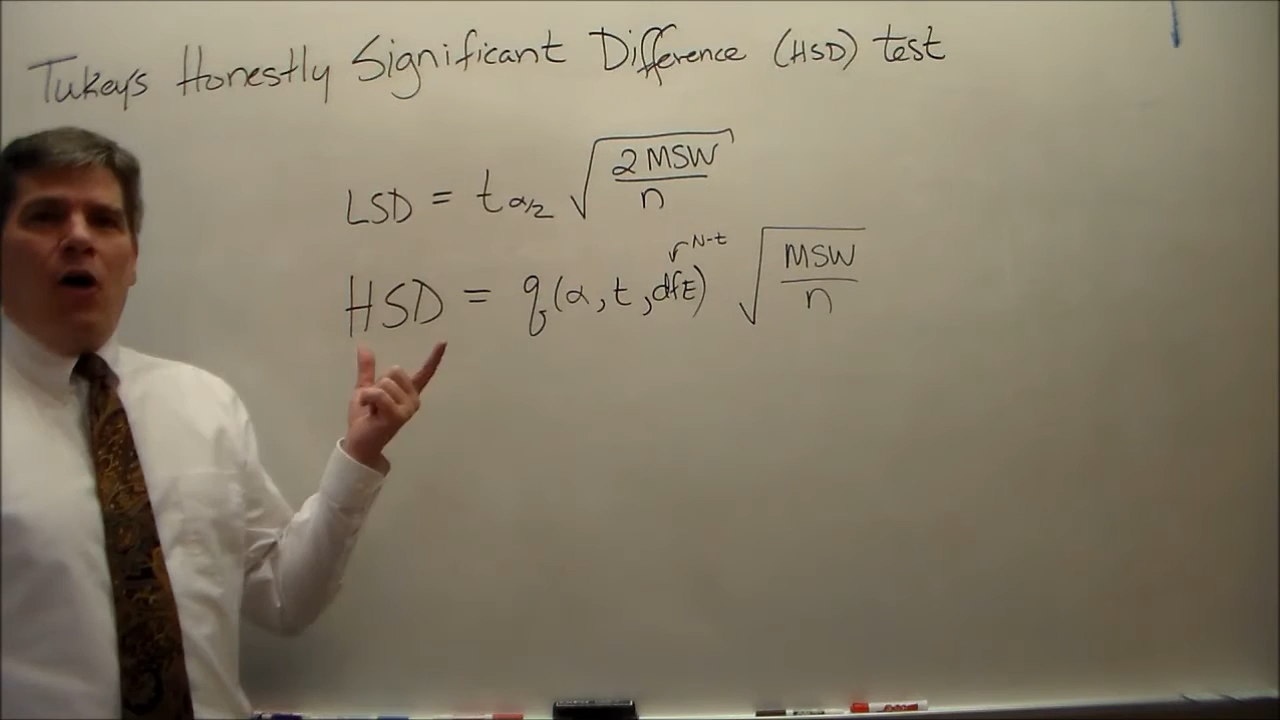 Tukeys Honestly Significant Difference (HSD) test
LSD = t α/2 √(2MSW/n)
N-t
HSD = q(α, t, dfE) √(MSW/n)